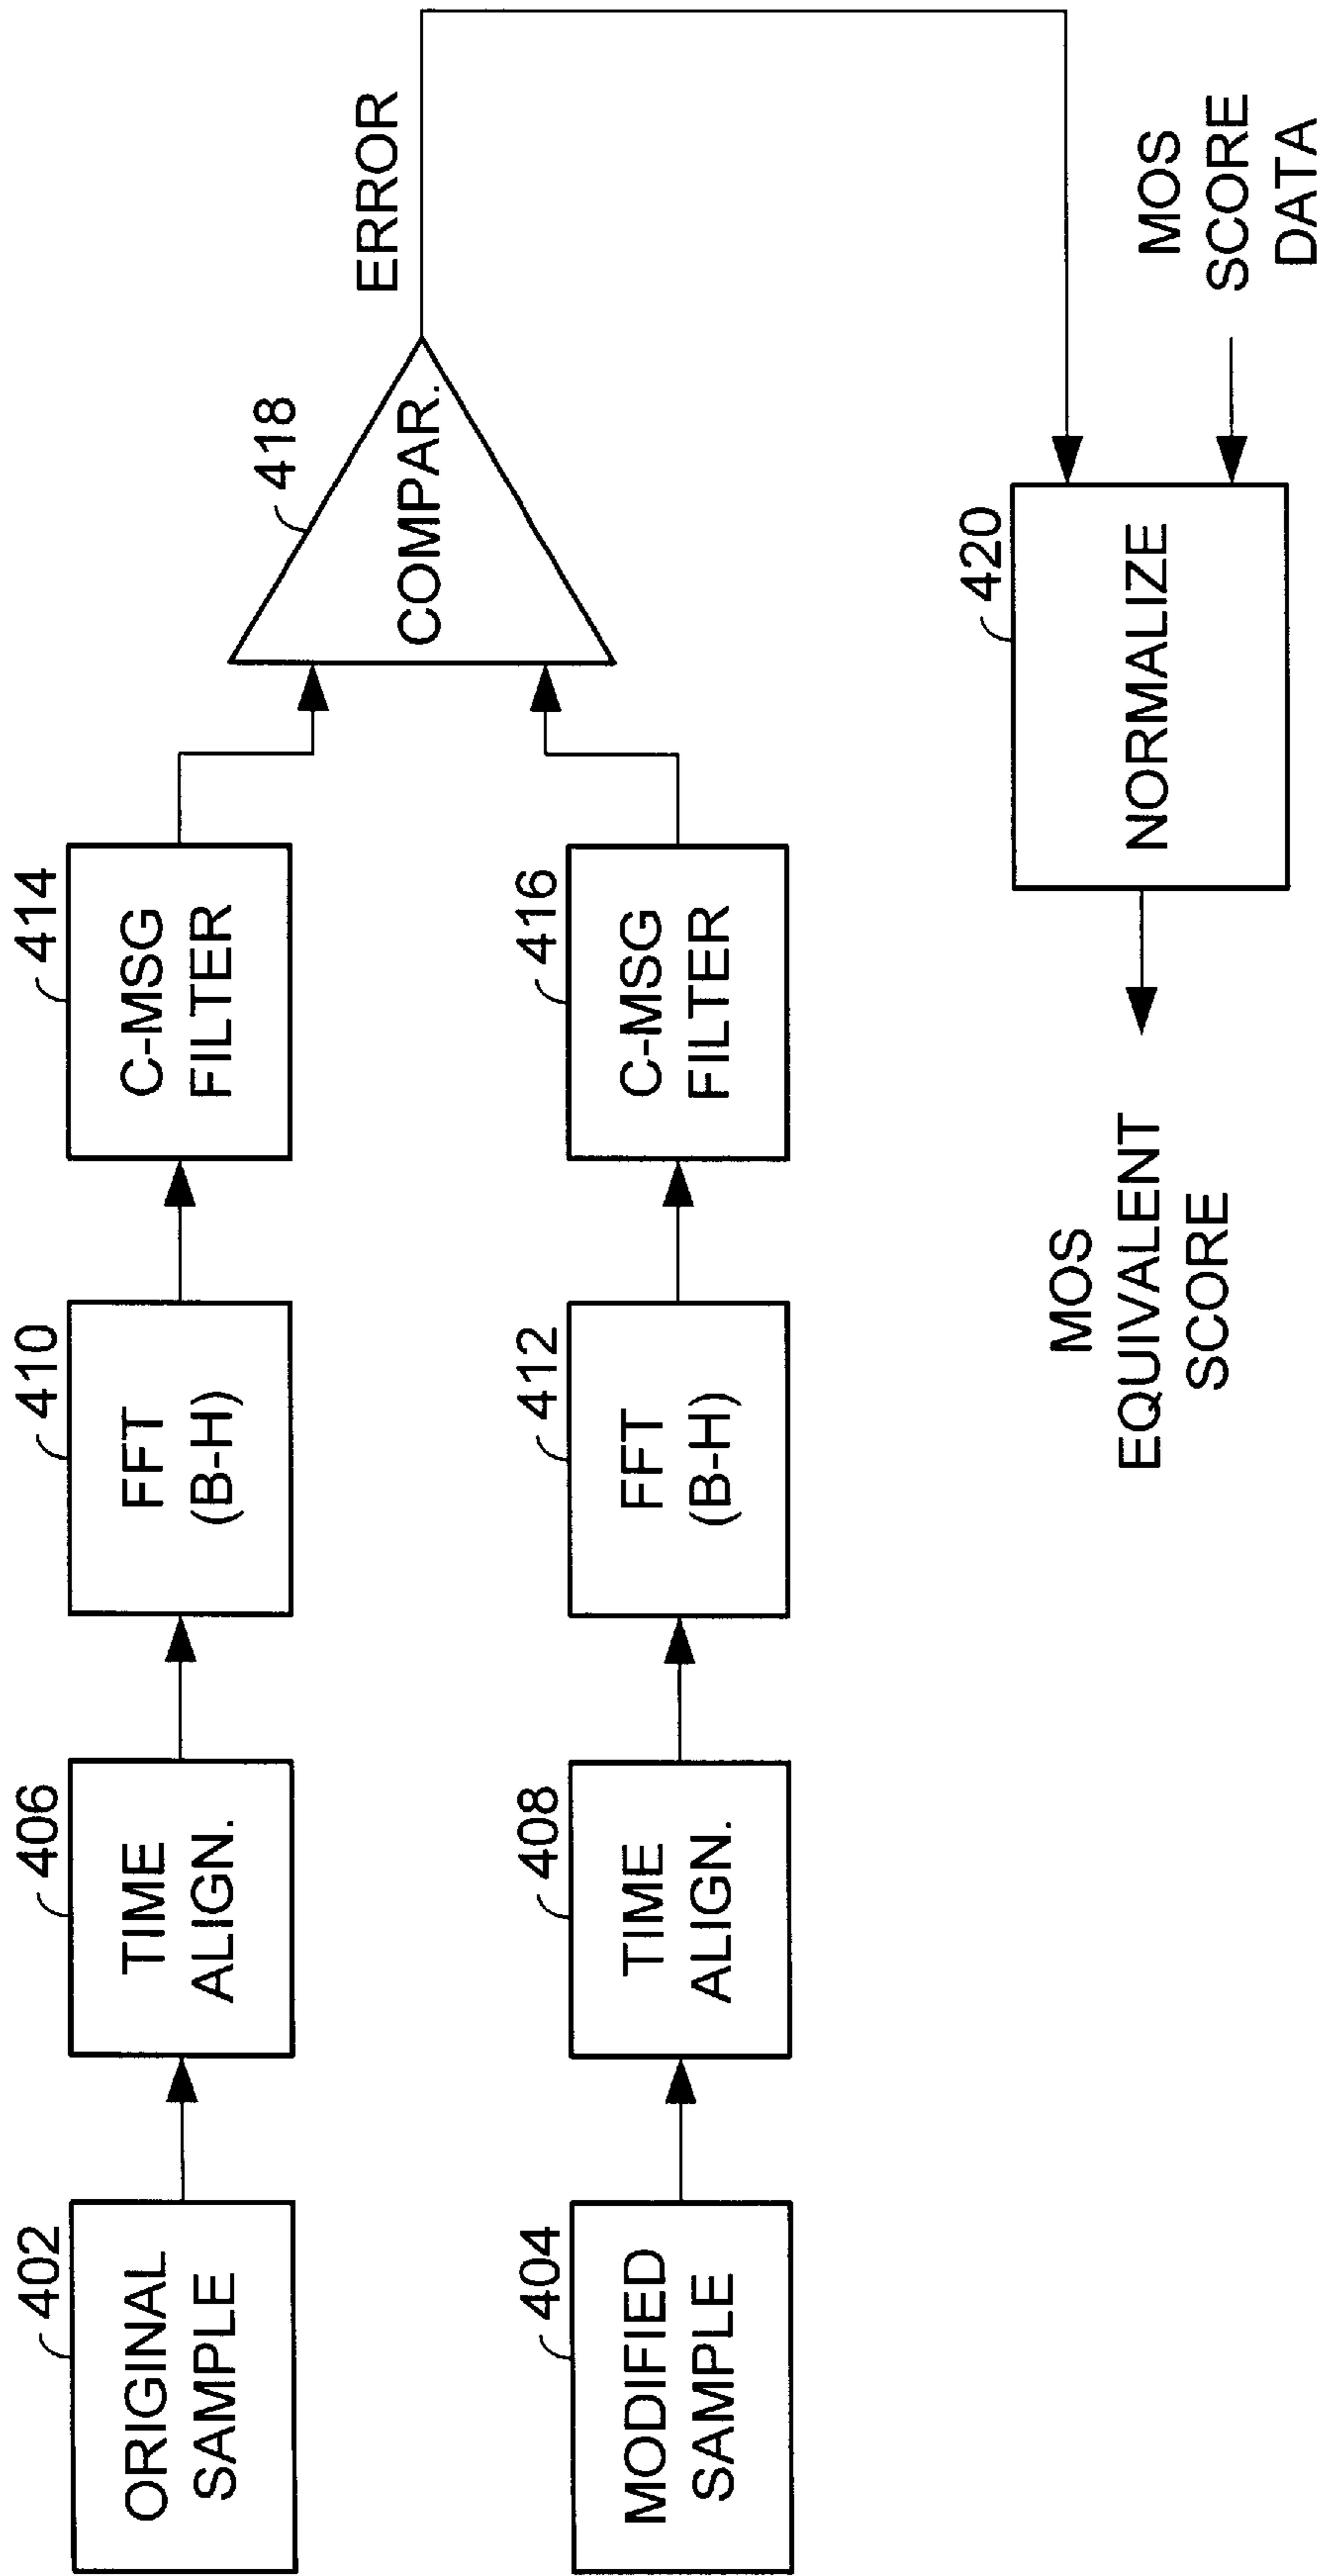 402
ORIGINAL
SAMPLE
406
TIME
ALIGN.
410
FFT
(B-H)
414
C-MSG
FILTER
404
MODIFIED
SAMPLE
408
TIME
ALIGN.
412
FFT
(B-H)
416
C-MSG
FILTER
418
COMPAR.
ERROR
420
NORMALIZE
MOS
SCORE
DATA
MOS
EQUIVALENT
SCORE